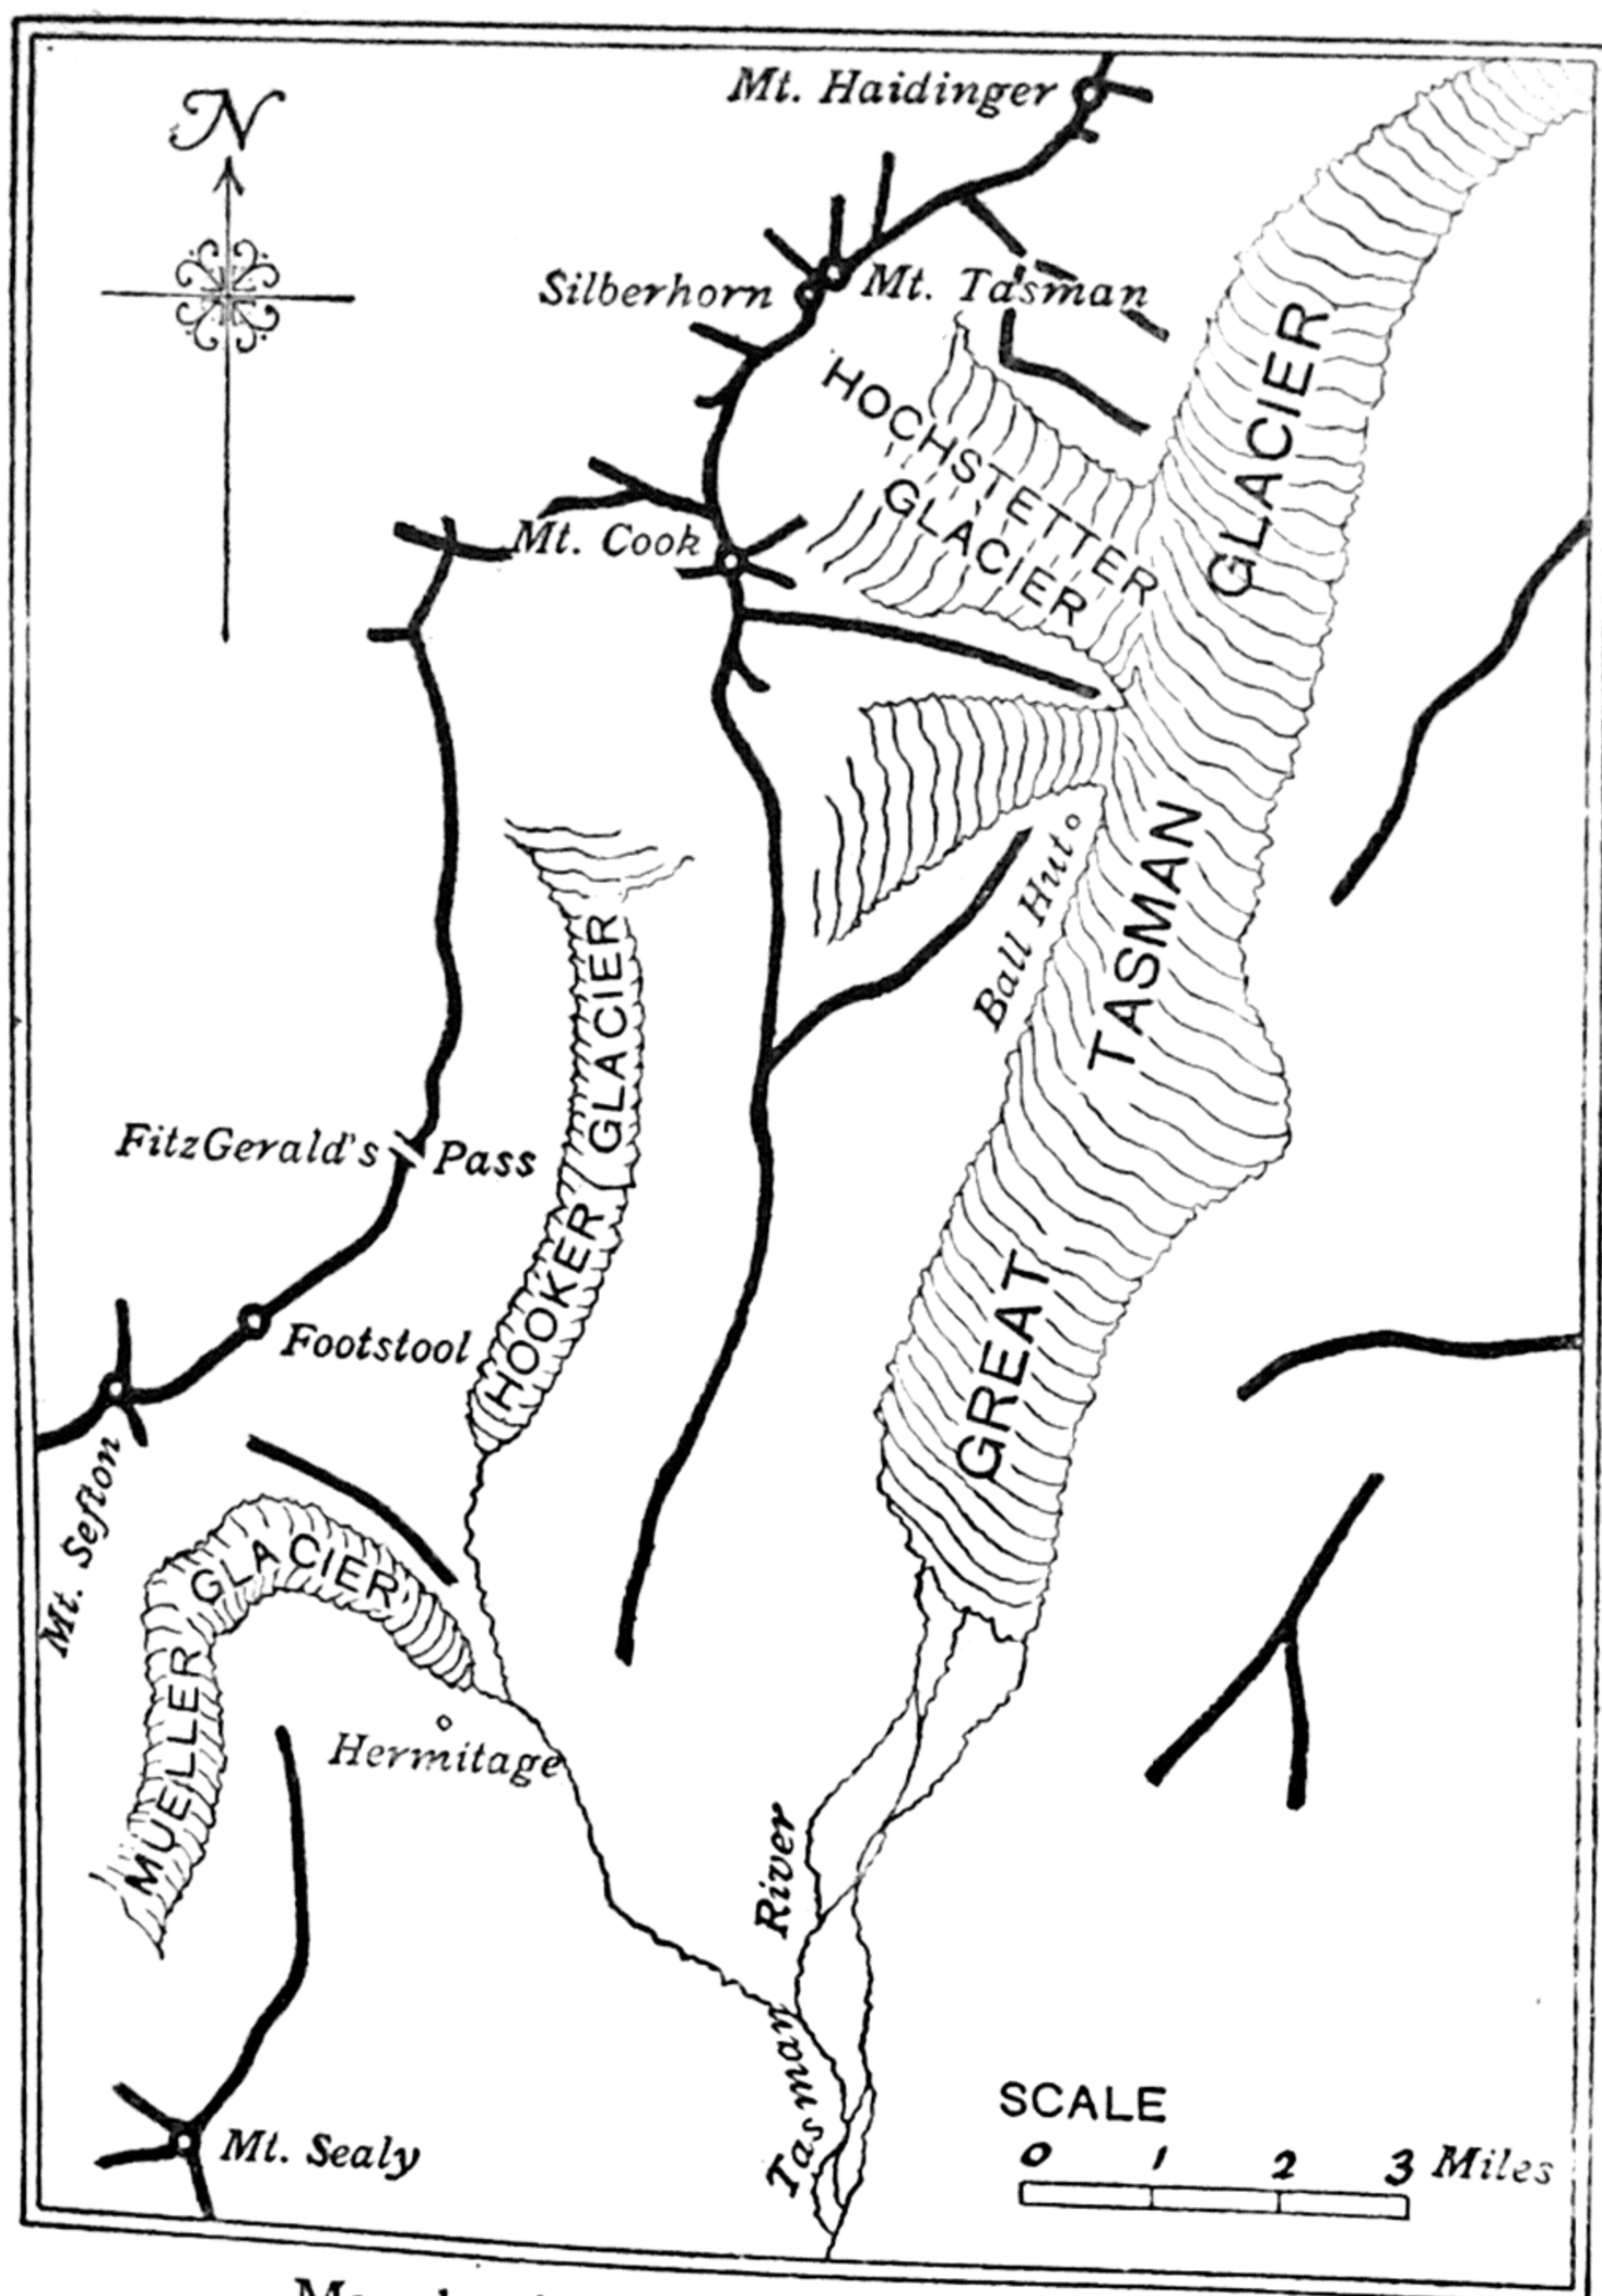 N
Mt. Haidinger
Silberhorn
Mt. Tasman
HOCHSTETTER
GLACIER
Mt. Cook
GREAT TASMAN GLACIER
Ball Hut
HOOKER GLACIER
FitzGerald's Pass
Footstool
Mt. Sefton
MUELLER GLACIER
Hermitage
Tasman River
Mt. Sealy
SCALE
0 1 2 3 Miles